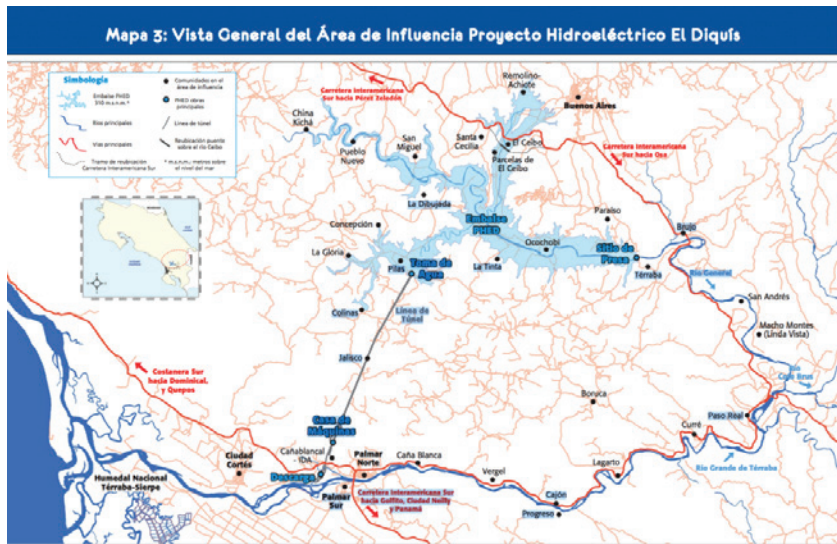 Mapa 3: Vista General del Área de Influencia Proyecto Hidroeléctrico El Diquís
Simbología
Embalse PHED
310 m.s.n.m.*
Ríos principales
Vías principales
Tramo de reubicación
Carretera Interamericana Sur
Comunidades en el
área de influencia
PHED obras
principales
Línea de túnel
Reubicación puente
sobre el río Ceibo
* m.s.n.m.: metros sobre
el nivel del mar
Carretera Interamericana
Sur hacia Pérez Zeledón
Remolino-
Achiote
Buenos Aires
China
Kichá
Pueblo
Nuevo
San
Miguel
Santa
Cecilia
El Ceibo
Parcelas de
El Ceibo
Carretera Interamericana
Sur hacia Osa
La Dibujada
Concepción
Embalse
PHED
Paraíso
Brujo
La Gloria
Pilas
Toma de
Agua
La Tinta
Ocochobi
Sitio de
Presa
Térraba
Río General
San Andrés
Colinas
Línea de
Túnel
Macho Montes
(Linda Vista)
Jalisco
Río
Coto Brus
Costanera Sur
hacia Dominical,
y Quepos
Boruca
Paso Real
Casa de
Máquinas
Curré
Río Grande de Térraba
Ciudad
Cortés
Cañablancal
- IDA
Palmar
Norte
Caña Blanca
Vergel
Lagarto
Descarga
Humedal Nacional
Térraba-Sierpe
Palmar
Sur
Carretera Interamericana Sur
hacia Golfito, Ciudad Neilly
y Panamá
Cajón
Progreso